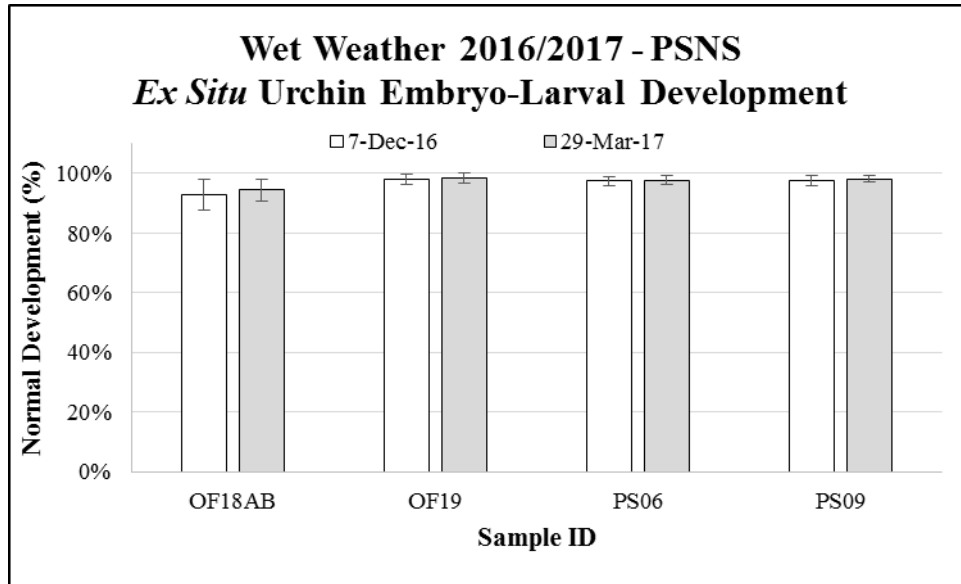 Wet Weather 2016/2017 - PSNS
Ex Situ Urchin Embryo-Larval Development
7-Dec-16 29-Mar-17
Normal Development (%)
100%
80%
60%
40%
20%
0%
OF18AB OF19 PS06 PS09
Sample ID